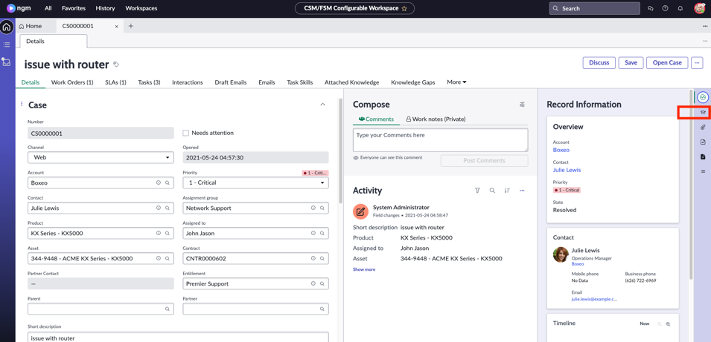 ngm
All Favorites History Workspaces
CSM/FSM Configurable Workspace
Search
Home
CS0000001
Details
issue with router
Discuss
Save
Open Case
Details Work Orders (1) SLAs (1) Tasks (3) Interactions Draft Emails Emails Task Skills Attached Knowledge Knowledge Gaps More
Case
Number
CS0000001
Needs attention
Channel
Web
Opened
2021-05-24 04:57:30
Account
Boxeo
Priority
1 - Criti...
1 - Critical
Contact
Julie Lewis
Assignment group
Network Support
Product
KX Series - KX5000
Assigned to
John Jason
Asset
344-9448 - ACME KX Series - KX5000
Contract
CNTR0000602
Partner Contact
--
Entitlement
Premier Support
Parent
Partner
Short description
Issue with router
Compose
Comments
Work notes (Private)
Type your Comments here
Everyone can see this comment
Post Comments
Activity
System Administrator
Field changes • 2021-05-24 04:58:47
Short description issue with router
Product KX Series - KX5000
Assigned to John Jason
Asset 344-9448 - ACME KX Series - KX5000
Show more
Record Information
Overview
Account
Boxeo
Contact
Julie Lewis
Priority
1 - Critical
State
Resolved
Contact
Julie Lewis
Operations Manager
Boxeo
Mobile phone
No Data
Business phone
(626) 722-6969
Email
julie.lewis@example.c...
Timeline
Now